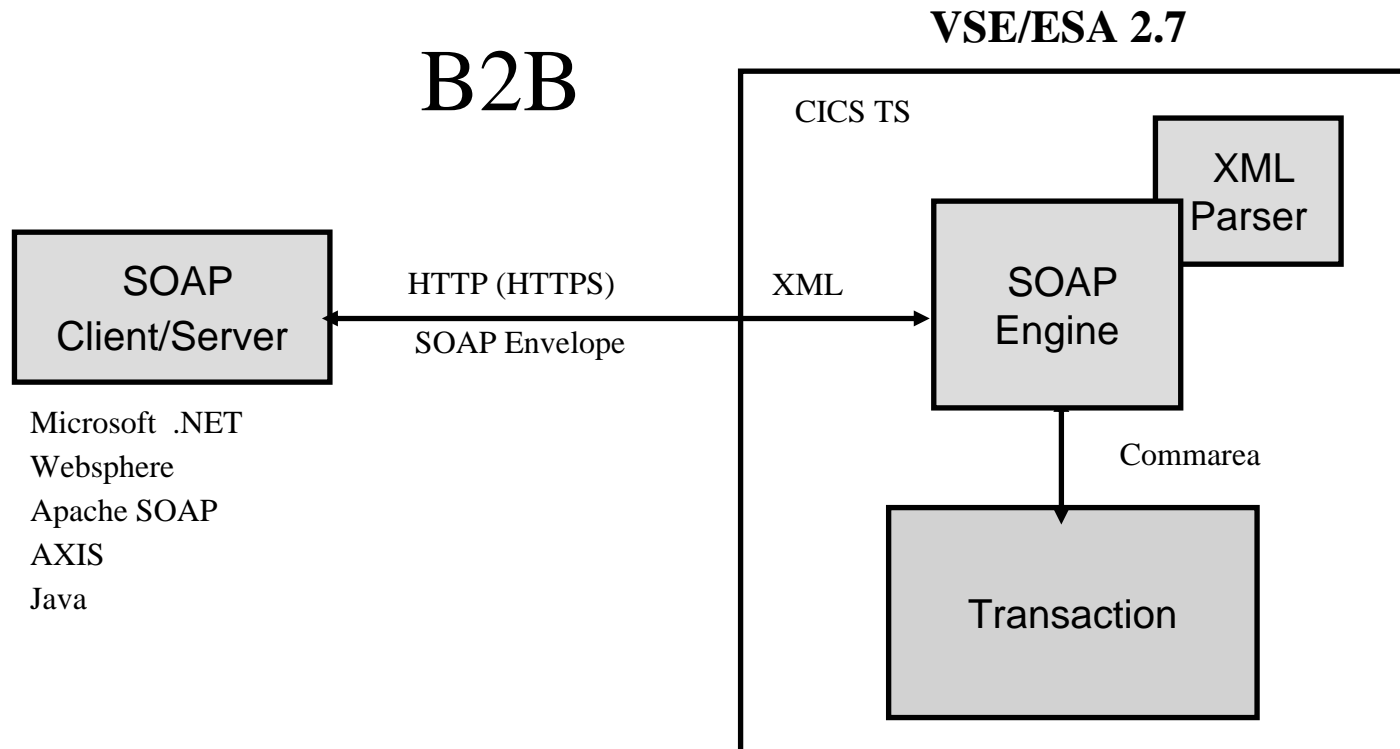 VSE/ESA 2.7
B2B
CICS TS
XML
Parser
SOAP
Client/Server
HTTP (HTTPS)
SOAP Envelope
XML
SOAP
Engine
Microsoft .NET
Websphere
Apache SOAP
AXIS
Java
Commarea
Transaction